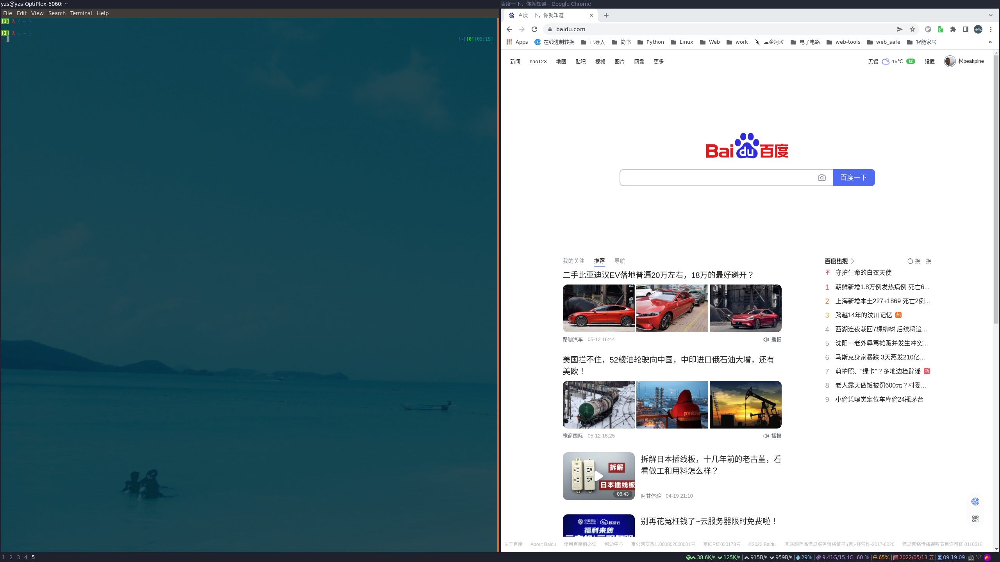 yzs@yzs-OptiPlex-5060: ~
File Edit View Search Terminal Help
[I] λ { ~ }
[I] λ { ~ }
[~][0][09:19]
百度一下，你就知道 - Google Chrome
百度一下，你就知道
baidu.com
子松
Apps 在线进制转换 已导入 简书 Python Linux Web work ☁金坷垃 电子电路 web-tools web_safe 智能家居 »
新闻 hao123 地图 贴吧 视频 图片 网盘 更多
无锡 15℃ 优 设置 松peakpine
Bai du 百度
百度一下
我的关注 推荐 导航
二手比亚迪汉EV落地普遍20万左右，18万的最好避开？
路咖汽车 05-12 16:44 播报
美国拦不住，52艘油轮驶向中国，中印进口俄石油大增，还有
美欧！
ЛУКОЙ
豫商国际 05-12 16:25 播报
拆解
日本插线板
06:43
拆解日本插线板，十几年前的老古董，看
看做工和用料怎么样？
阿甘体验 04-19 21:10
中国移动 China Mobile 5G 移动云
福利来袭
别再花冤枉钱了~云服务器限时免费啦！
百度热搜 换一换
守护生命的白衣天使
1 朝鲜新增1.8万例发热病例 死亡6...
2 上海新增本土227+1869 死亡2例...
3 跨越14年的汶川记忆 热
4 西湖连夜栽回7棵柳树 后续将追...
5 沈阳一老外辱骂摊贩并发生冲突...
6 马斯克身家暴跌 3天蒸发210亿...
7 剪护照、“绿卡”？多地边检辟谣 新
8 老人露天做饭被罚600元？村委...
9 小偷凭嗅觉定位车库偷24瓶茅台
关于百度 About Baidu 使用百度前必读 帮助中心 京公网安备11000002000001号 京ICP证030173号 ©2022 Baidu 互联网药品信息服务资格证书 (京)-经营性-2017-0020 信息网络传播视听节目许可证 0110516
1 2 3 4 5
38.6K/s 125K/s 915B/s 959B/s 29% 9.41G/15.4G 60 % 65% 2022/05/13 五 09:19:09